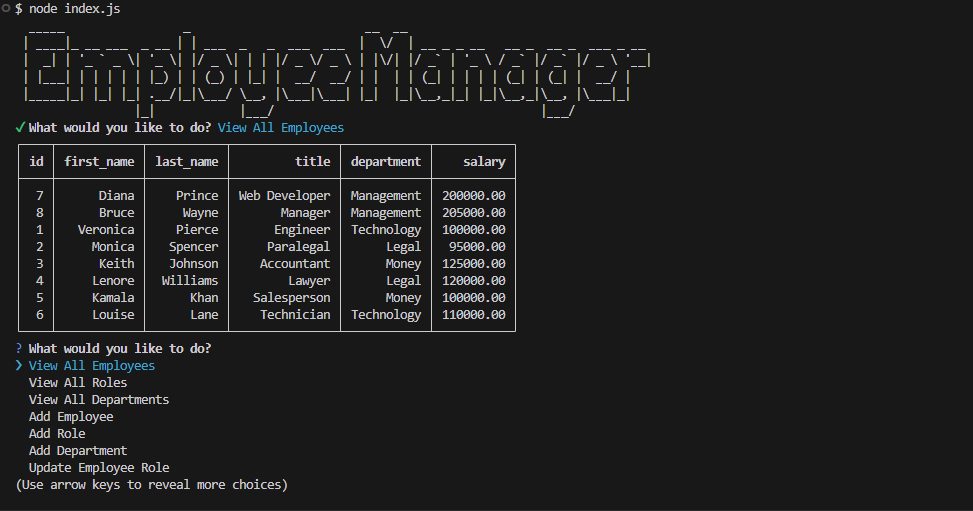 $ node index.js
Employee Manager
✔ What would you like to do? View All Employees
id first_name last_name title department salary
7 Diana Prince Web Developer Management 200000.00
8 Bruce Wayne Manager Management 205000.00
1 Veronica Pierce Engineer Technology 100000.00
2 Monica Spencer Paralegal Legal 95000.00
3 Keith Johnson Accountant Money 125000.00
4 Lenore Williams Lawyer Legal 120000.00
5 Kamala Khan Salesperson Money 100000.00
6 Louise Lane Technician Technology 110000.00
? What would you like to do?
❯ View All Employees
View All Roles
View All Departments
Add Employee
Add Role
Add Department
Update Employee Role
(Use arrow keys to reveal more choices)